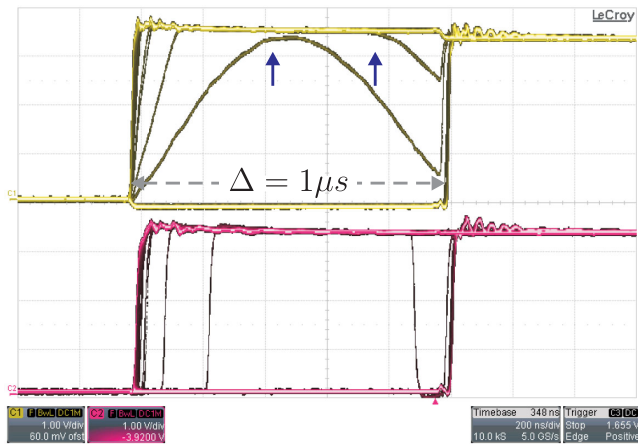 LeCroy
C1
Δ = 1μs
C2
C1 F BwL DC1M
1.00 V/div
60.0 mV ofst
C2 F BwL DC1M
1.00 V/div
-3.9200 V
Timebase 348 ns
200 ns/div
10.0 kS 5.0 GS/s
Trigger C3 DC
Stop 1.655 V
Edge Positive